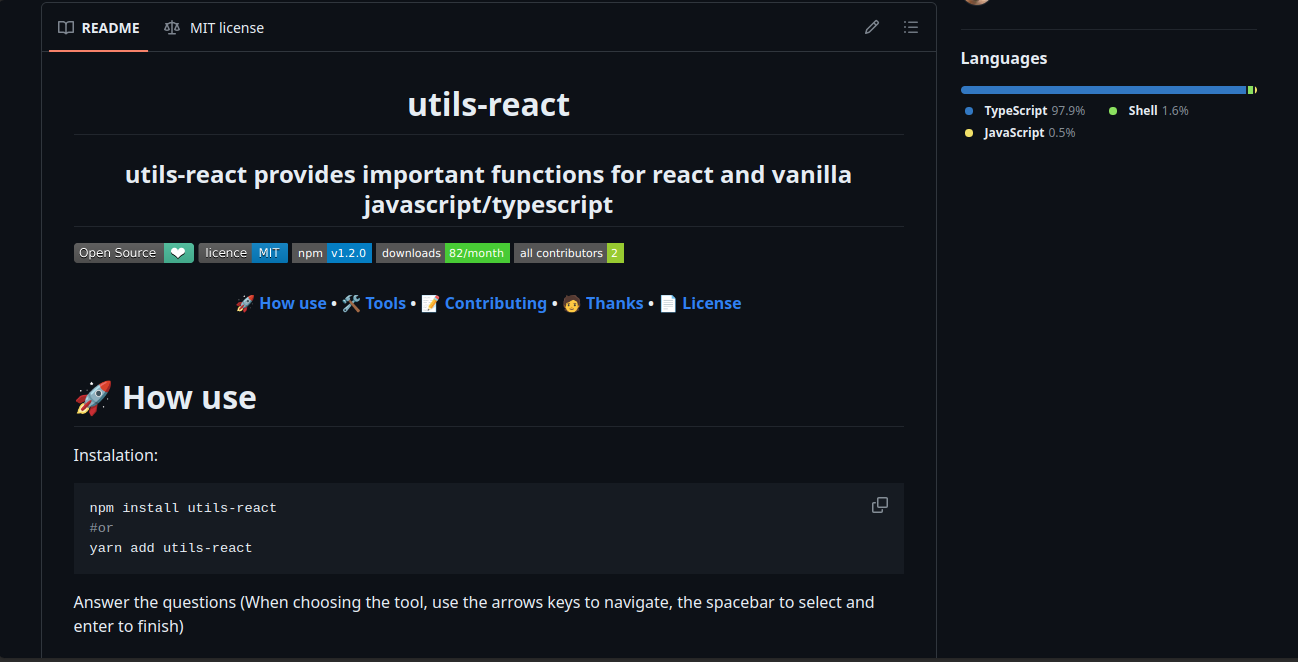 README MIT license
utils-react
utils-react provides important functions for react and vanilla
javascript/typescript
Open Source ❤ licence MIT npm v1.2.0 downloads 82/month all contributors 2
🚀 How use • 🛠️ Tools • 📝 Contributing • 🧑 Thanks • 📄 License
🚀 How use
Instalation:
npm install utils-react
#or
yarn add utils-react
Answer the questions (When choosing the tool, use the arrows keys to navigate, the spacebar to select and
enter to finish)
Languages
TypeScript 97.9% Shell 1.6%
JavaScript 0.5%